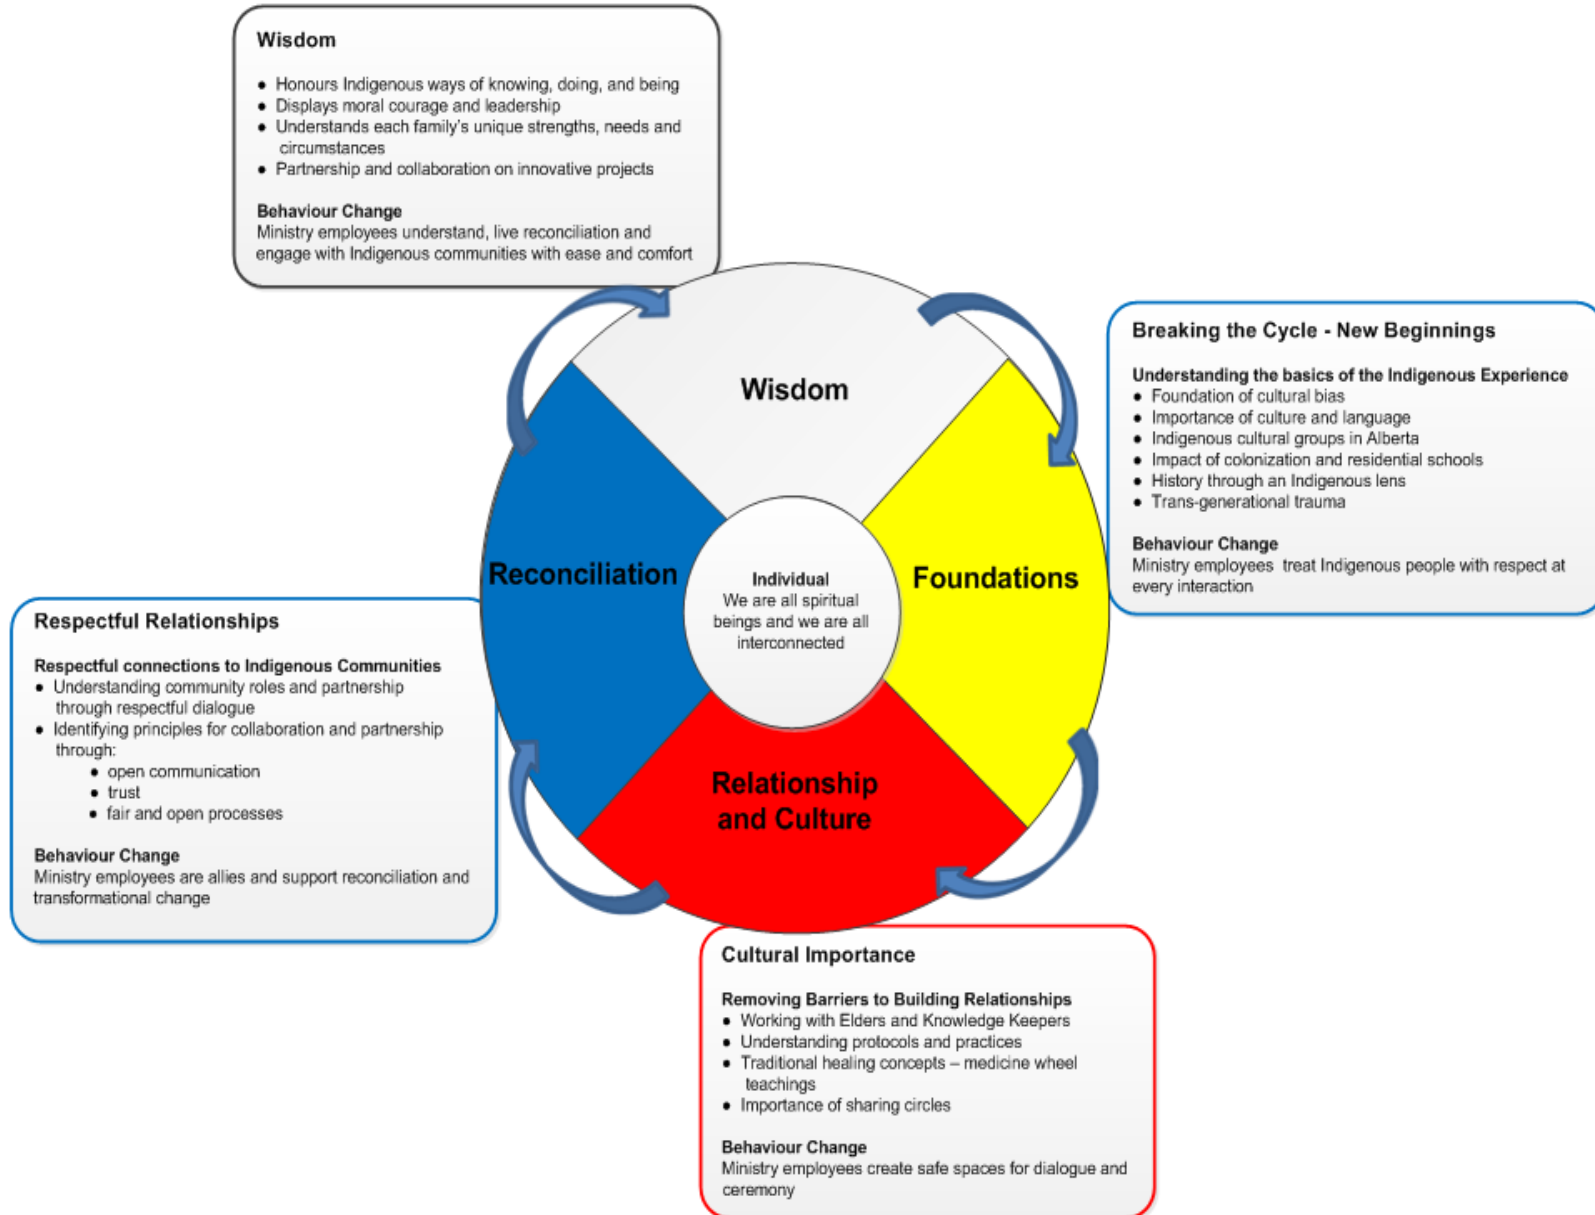 Wisdom
● Honours Indigenous ways of knowing, doing, and being
● Displays moral courage and leadership
● Understands each family's unique strengths, needs and
circumstances
● Partnership and collaboration on innovative projects
Behaviour Change
Ministry employees understand, live reconciliation and
engage with Indigenous communities with ease and comfort
Breaking the Cycle - New Beginnings
Understanding the basics of the Indigenous Experience
● Foundation of cultural bias
● Importance of culture and language
● Indigenous cultural groups in Alberta
● Impact of colonization and residential schools
● History through an Indigenous lens
● Trans-generational trauma
Behaviour Change
Ministry employees treat Indigenous people with respect at
every interaction
Wisdom
Reconciliation
Individual
We are all spiritual
beings and we are all
interconnected
Foundations
Relationship
and Culture
Respectful Relationships
Respectful connections to Indigenous Communities
● Understanding community roles and partnership
through respectful dialogue
● Identifying principles for collaboration and partnership
through:
● open communication
● trust
● fair and open processes
Behaviour Change
Ministry employees are allies and support reconciliation and
transformational change
Cultural Importance
Removing Barriers to Building Relationships
● Working with Elders and Knowledge Keepers
● Understanding protocols and practices
● Traditional healing concepts – medicine wheel
teachings
● Importance of sharing circles
Behaviour Change
Ministry employees create safe spaces for dialogue and
ceremony